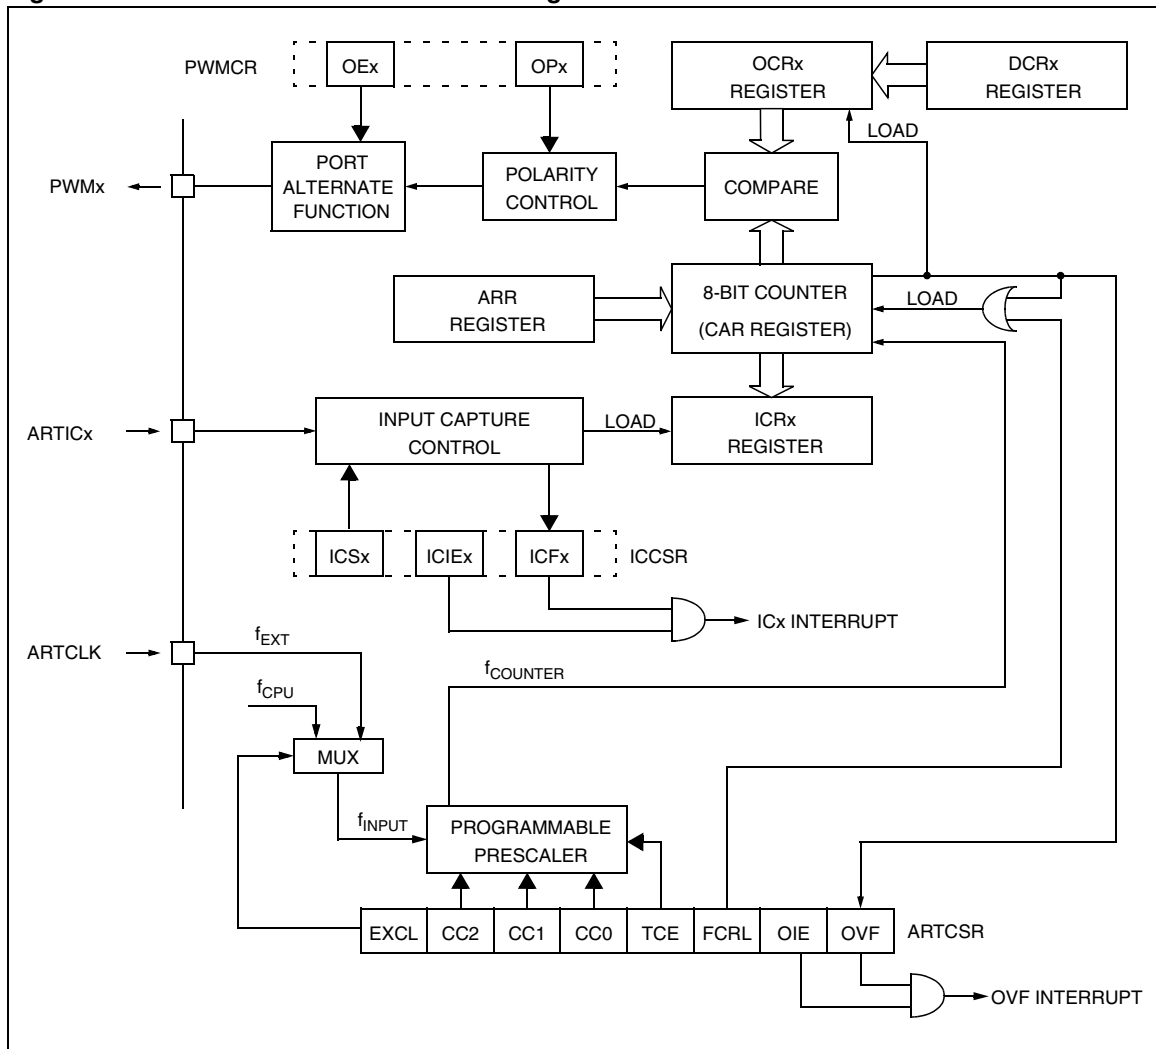 PWMCR
OEx
OPx
OCRx
REGISTER
DCRx
REGISTER
LOAD
PWMx
PORT
ALTERNATE
FUNCTION
POLARITY
CONTROL
COMPARE
ARR
REGISTER
8-BIT COUNTER
(CAR REGISTER)
LOAD
ARTICx
INPUT CAPTURE
CONTROL
LOAD
ICRx
REGISTER
ICSx
ICIEx
ICFx
ICCSR
ICx INTERRUPT
ARTCLK
fEXT
fCPU
fCOUNTER
MUX
fINPUT
PROGRAMMABLE
PRESCALER
EXCL
CC2
CC1
CC0
TCE
FCRL
OIE
OVF
ARTCSR
OVF INTERRUPT